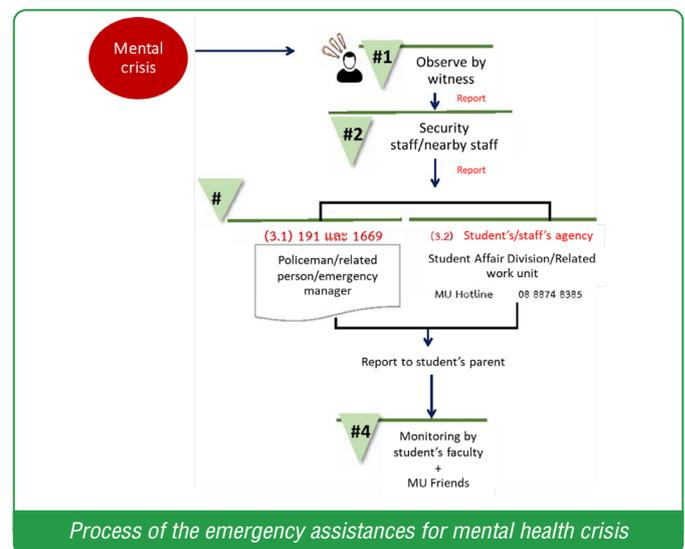 Mental
crisis
#1
Observe by
witness
Report
#2
Security
staff/nearby staff
Report
#
(3.1) 191 และ 1669
Policeman/related
person/emergency
manager
(3.2) Student's/staff's agency
Student Affair Division/Related
work unit
MU Hotline 08 8874 8385
Report to student's parent
#4
Monitoring by
student's faculty
+
MU Friends
Process of the emergency assistances for mental health crisis